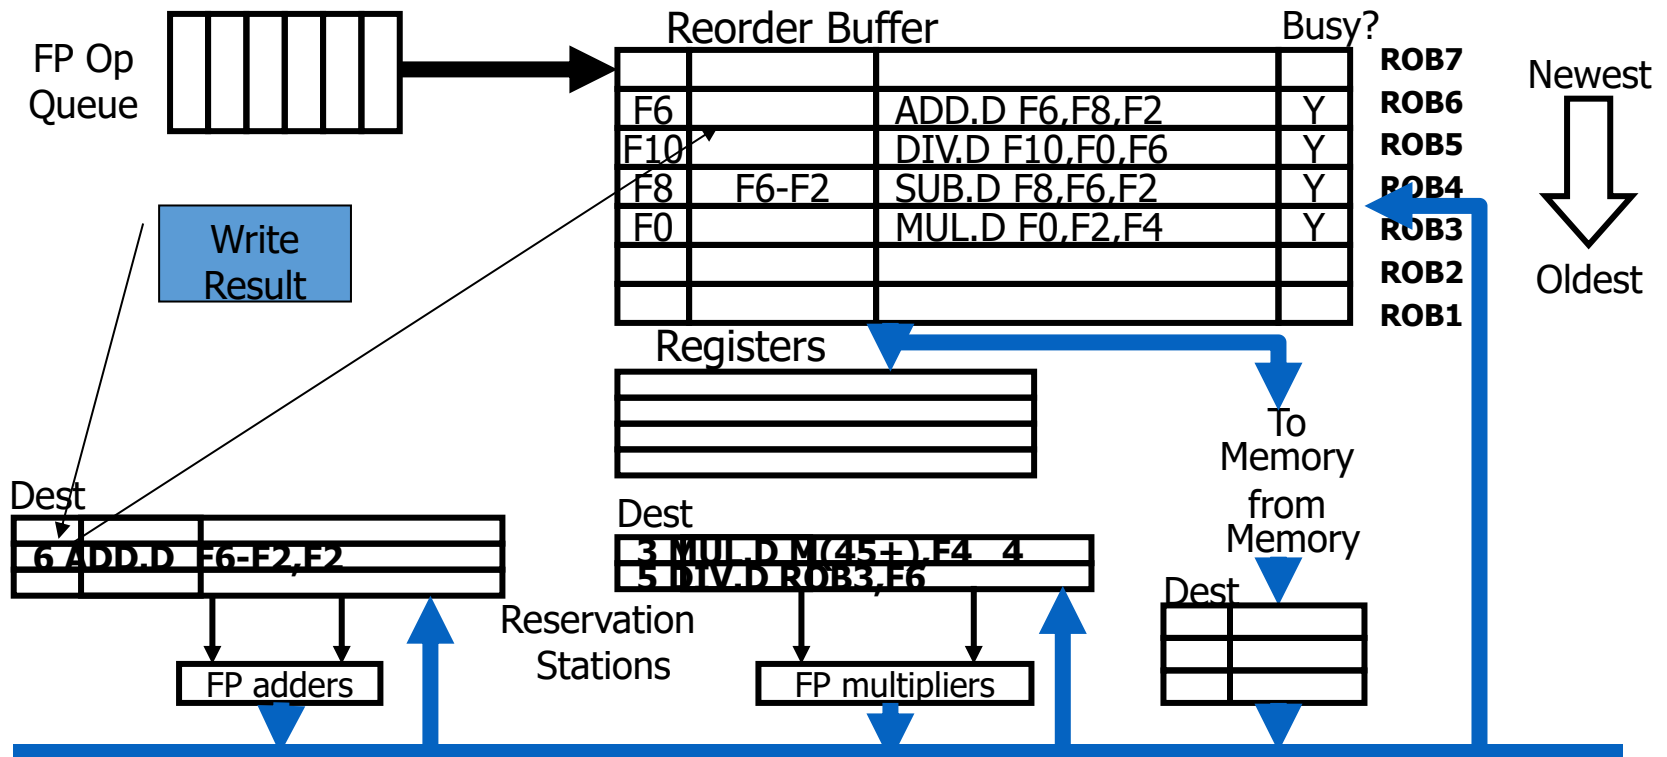 Reorder Buffer
Busy?
FP Op
Queue
ROB7
Newest
F6 ADD.D F6,F8,F2 Y ROB6
F10 DIV.D F10,F0,F6 Y ROB5
F8 F6-F2 SUB.D F8,F6,F2 Y ROB4
F0 MUL.D F0,F2,F4 Y ROB3
ROB2
ROB1
Oldest
Write
Result
Registers
To
Memory
from
Memory
Dest
6 ADD.D F6-F2,F2
Dest
3 MUL.D M(45+),F4 4
5 DIV.D ROB3,F6
Dest
Reservation
Stations
FP adders
FP multipliers